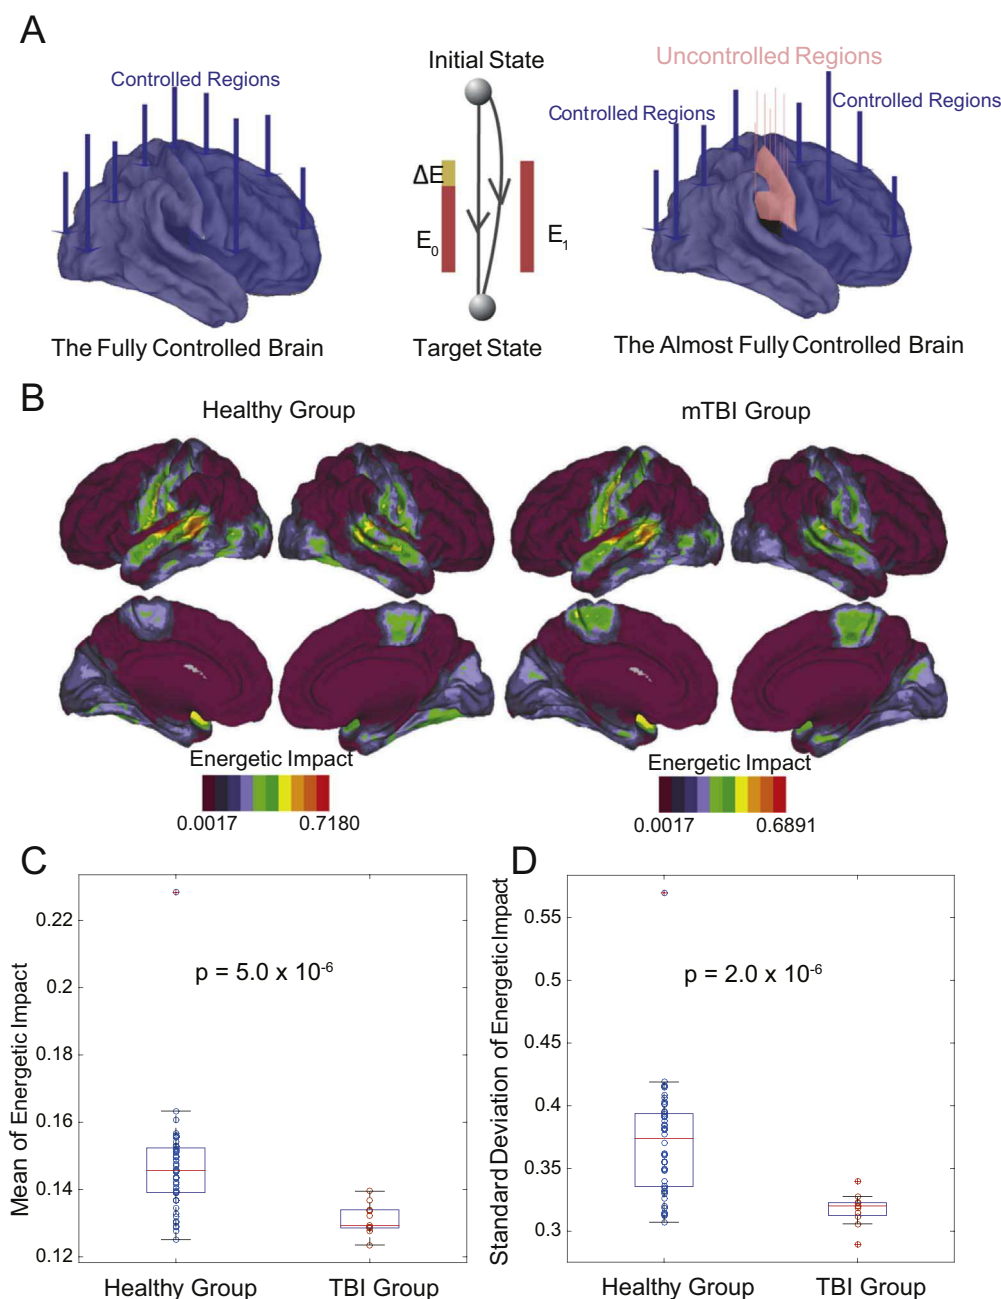 A
Controlled Regions
The Fully Controlled Brain
Initial State
ΔE
E0
E1
Target State
Uncontrolled Regions
Controlled Regions
Controlled Regions
The Almost Fully Controlled Brain
B
Healthy Group
mTBI Group
Energetic Impact
0.0017 0.7180
Energetic Impact
0.0017 0.6891
C
Mean of Energetic Impact
0.22
0.2
0.18
0.16
0.14
0.12
p = 5.0 x 10-6
Healthy Group TBI Group
D
Standard Deviation of Energetic Impact
0.55
0.5
0.45
0.4
0.35
0.3
p = 2.0 x 10-6
Healthy Group TBI Group